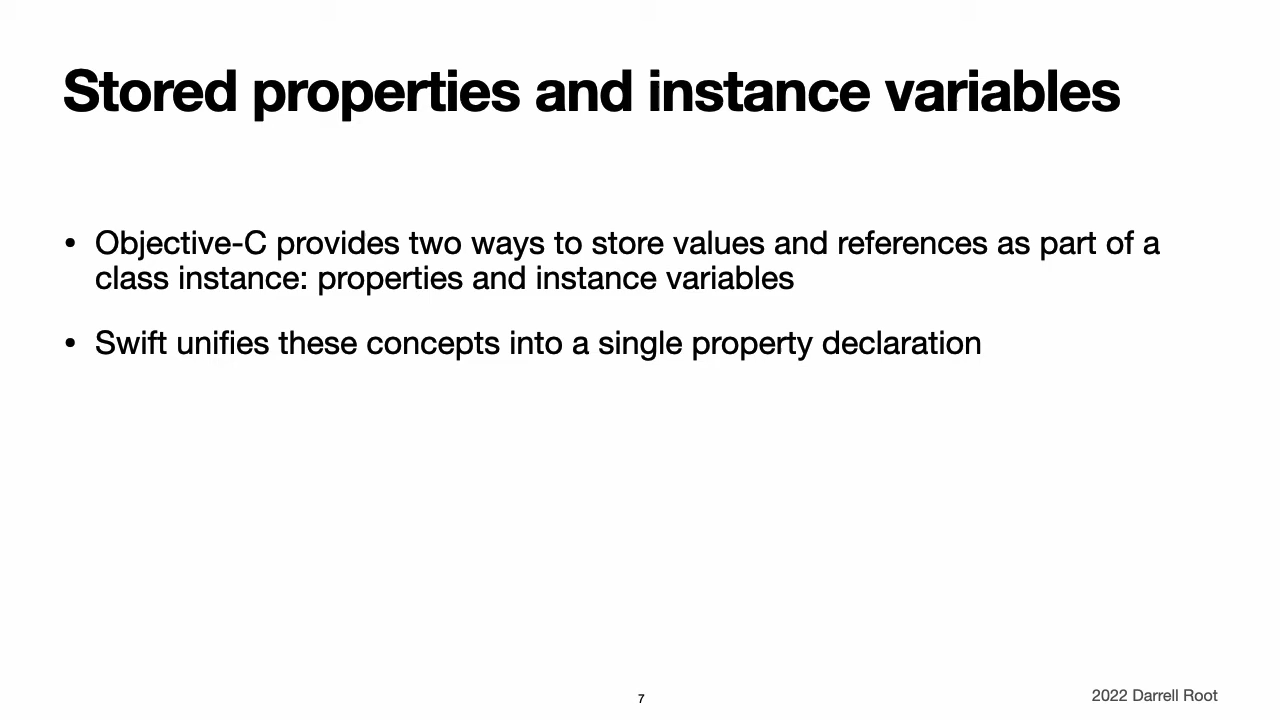 Stored properties and instance variables
• Objective-C provides two ways to store values and references as part of a
class instance: properties and instance variables
• Swift unifies these concepts into a single property declaration
7
2022 Darrell Root